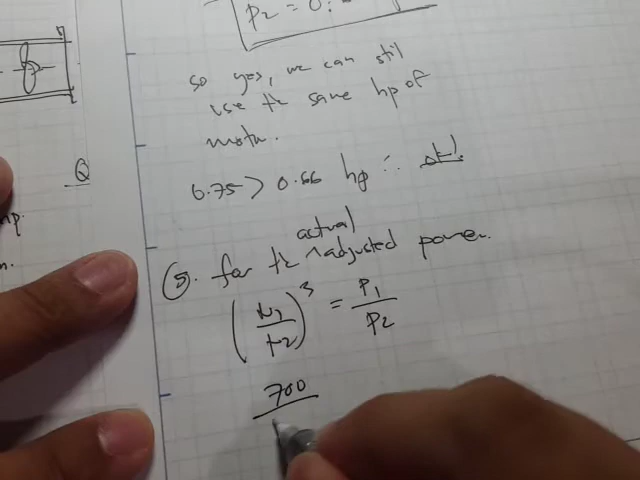 P2 = 0.
so yes, we can still
use the same hp of
motor.
0.75 > 0.66 hp ∴ ok!
Q
hp.
actual
5. for the ^ adjusted power.
(N1/N2)^3 = P1/P2
700